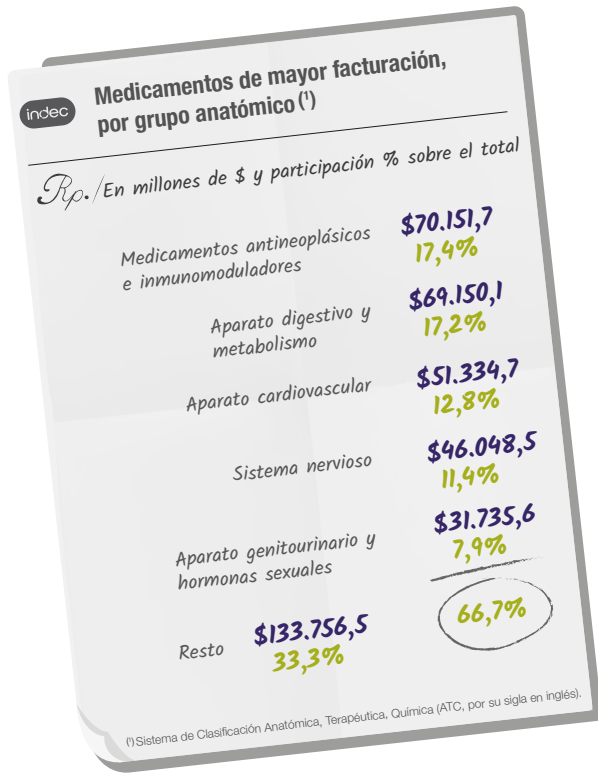 indec
Medicamentos de mayor facturación,
por grupo anatómico (¹)
Rp./ En millones de $ y participación % sobre el total
Medicamentos antineoplásicos
e inmunomoduladores
$70.151,7
17,4%
Aparato digestivo y
metabolismo
$69.150,1
17,2%
Aparato cardiovascular
$51.334,7
12,8%
Sistema nervioso
$46.048,5
11,4%
Aparato genitourinario y
hormonas sexuales
$31.735,6
7,9%
66,7%
Resto
$133.756,5
33,3%
(¹) Sistema de Clasificación Anatómica, Terapéutica, Química (ATC, por su sigla en inglés).